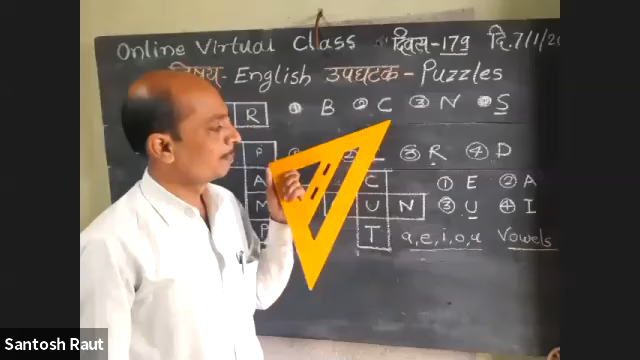 Online Virtual Class दिवस-179 दि.7/1/20
विषय- English उपघटक- Puzzles
R ① B ② C ③ N ④ S
P ③ R ④ D
A C ① E ② A
M U N ③ U ④ I
P T a,e,i,o,u Vowels
Santosh Raut